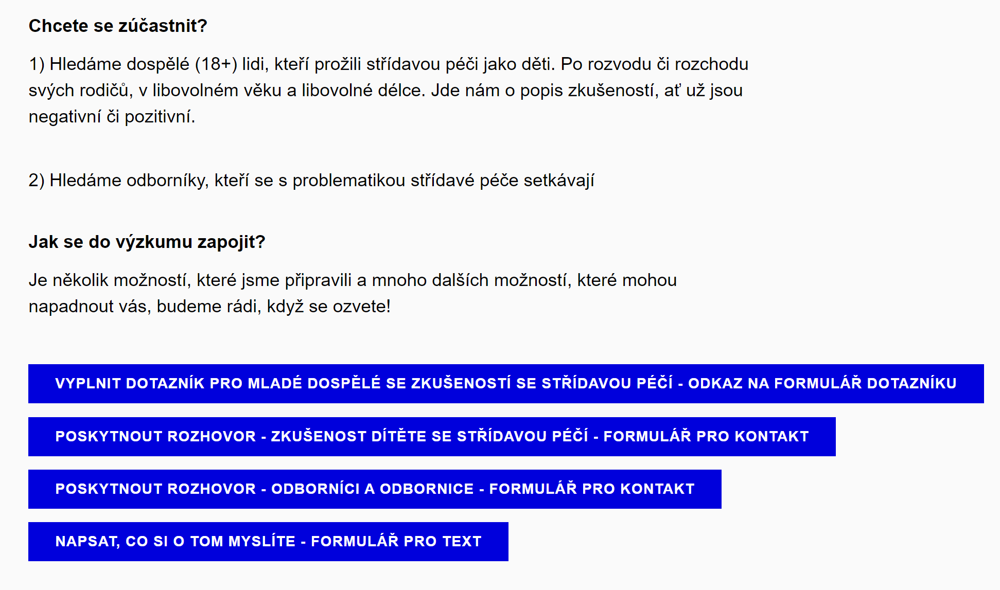 Chcete se zúčastnit?
1) Hledáme dospělé (18+) lidi, kteří prožili střídavou péči jako děti. Po rozvodu či rozchodu
svých rodičů, v libovolném věku a libovolné délce. Jde nám o popis zkušeností, ať už jsou
negativní či pozitivní.
2) Hledáme odborníky, kteří se s problematikou střídavé péče setkávají
Jak se do výzkumu zapojit?
Je několik možností, které jsme připravili a mnoho dalších možností, které mohou
napadnout vás, budeme rádi, když se ozvete!
VYPLNIT DOTAZNÍK PRO MLADÉ DOSPĚLÉ SE ZKUŠENOSTÍ SE STŘÍDAVOU PÉČÍ - ODKAZ NA FORMULÁŘ DOTAZNÍKU
POSKYTNOUT ROZHOVOR - ZKUŠENOST DÍTĚTE SE STŘÍDAVOU PÉČÍ - FORMULÁŘ PRO KONTAKT
POSKYTNOUT ROZHOVOR - ODBORNÍCI A ODBORNICE - FORMULÁŘ PRO KONTAKT
NAPSAT, CO SI O TOM MYSLÍTE - FORMULÁŘ PRO TEXT